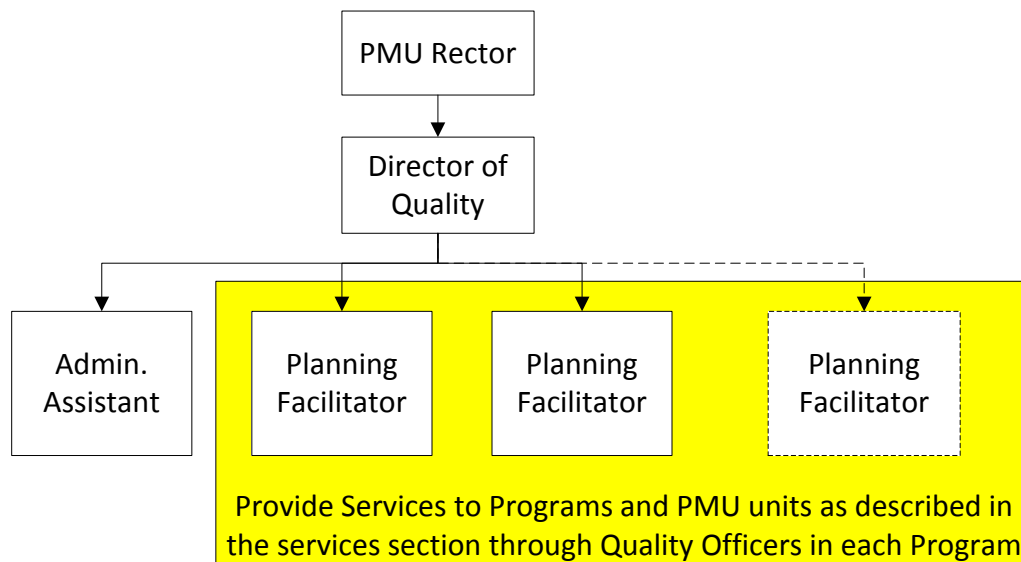 PMU Rector
Director of
Quality
Admin.
Assistant
Planning
Facilitator
Planning
Facilitator
Planning
Facilitator
Provide Services to Programs and PMU units as described in
the services section through Quality Officers in each Program